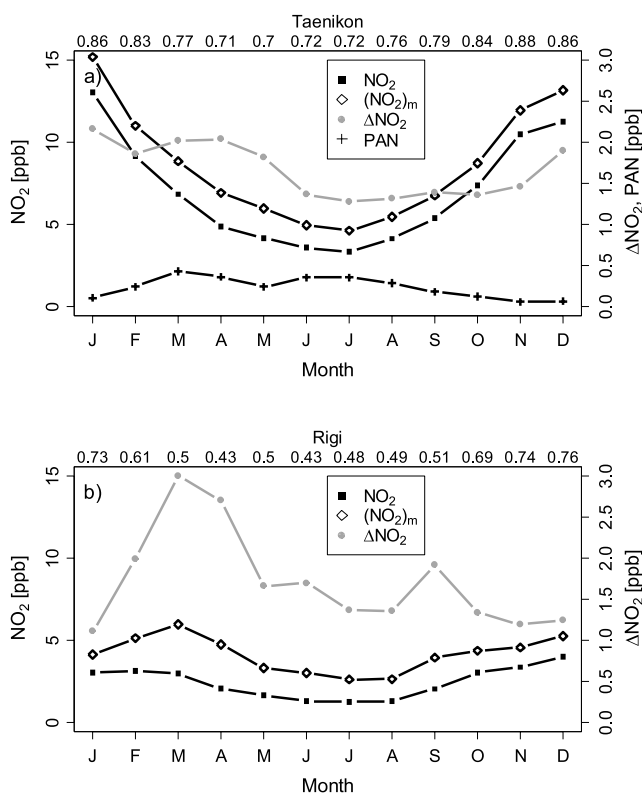 Taenikon
0.86 0.83 0.77 0.71 0.7 0.72 0.72 0.76 0.79 0.84 0.88 0.86
a)
NO₂
(NO₂)ₘ
ΔNO₂
PAN
15
10
5
0
NO₂ [ppb]
3.0
2.5
2.0
1.5
1.0
0.5
0.0
ΔNO₂, PAN [ppb]
J F M A M J J A S O N D
Month
Rigi
0.73 0.61 0.5 0.43 0.5 0.43 0.48 0.49 0.51 0.69 0.74 0.76
b)
NO₂
(NO₂)ₘ
ΔNO₂
15
10
5
0
NO₂ [ppb]
3.0
2.5
2.0
1.5
1.0
0.5
0.0
ΔNO₂ [ppb]
J F M A M J J A S O N D
Month